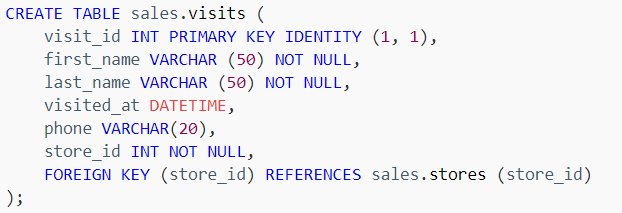 CREATE TABLE sales.visits (
    visit_id INT PRIMARY KEY IDENTITY (1, 1),
    first_name VARCHAR (50) NOT NULL,
    last_name VARCHAR (50) NOT NULL,
    visited_at DATETIME,
    phone VARCHAR(20),
    store_id INT NOT NULL,
    FOREIGN KEY (store_id) REFERENCES sales.stores (store_id)
);